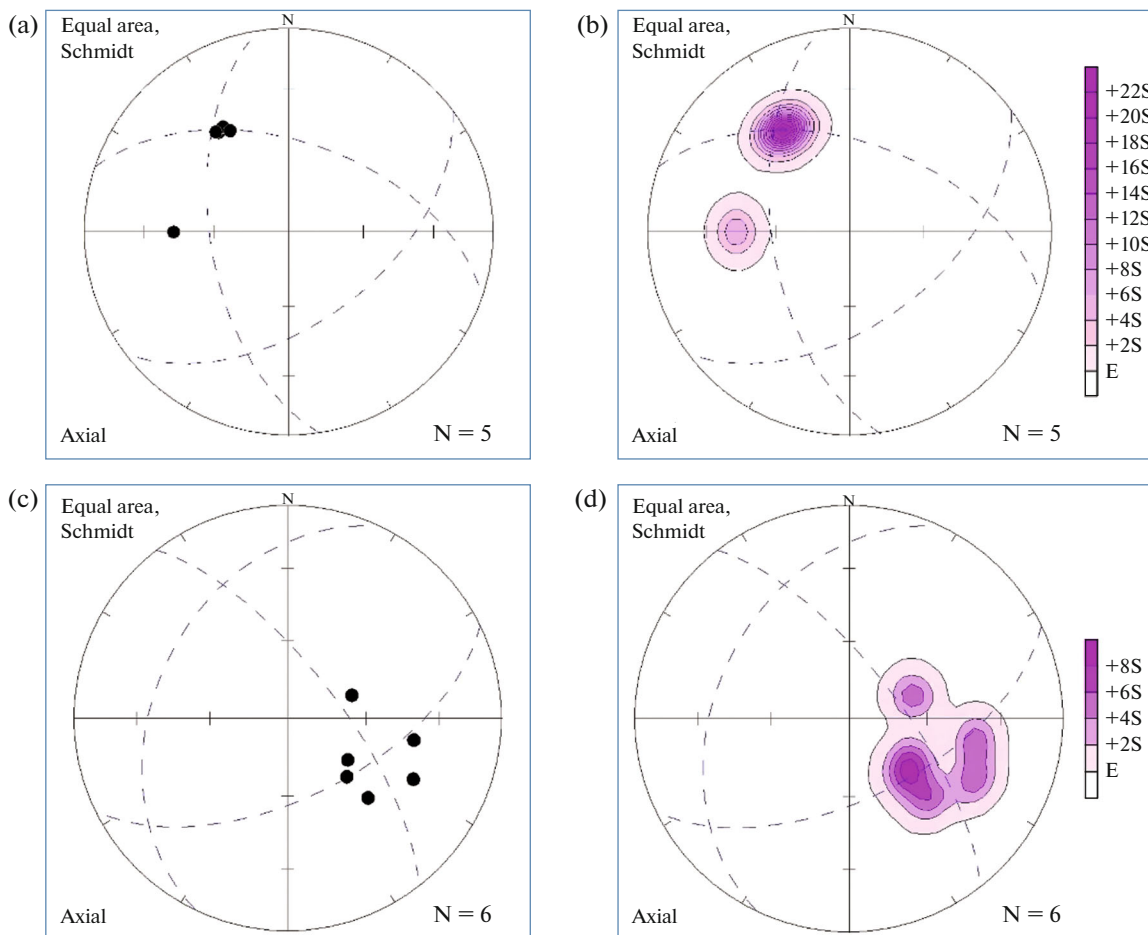 (a)
Equal area,
Schmidt
N
Axial
N = 5
(b)
Equal area,
Schmidt
N
Axial
N = 5
+22S
+20S
+18S
+16S
+14S
+12S
+10S
+8S
+6S
+4S
+2S
E
(c)
Equal area,
Schmidt
N
Axial
N = 6
(d)
Equal area,
Schmidt
N
Axial
N = 6
+8S
+6S
+4S
+2S
E